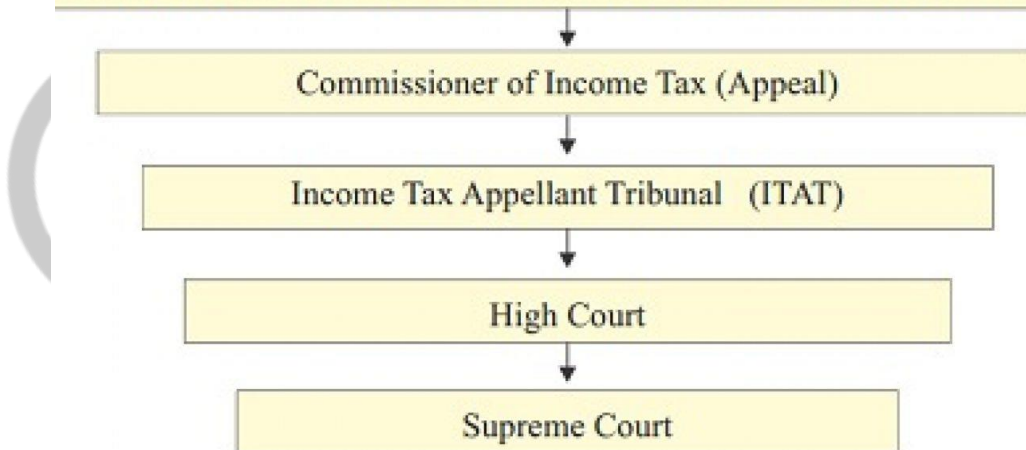 Commissioner of Income Tax (Appeal)
Income Tax Appellant Tribunal (ITAT)
High Court
Supreme Court